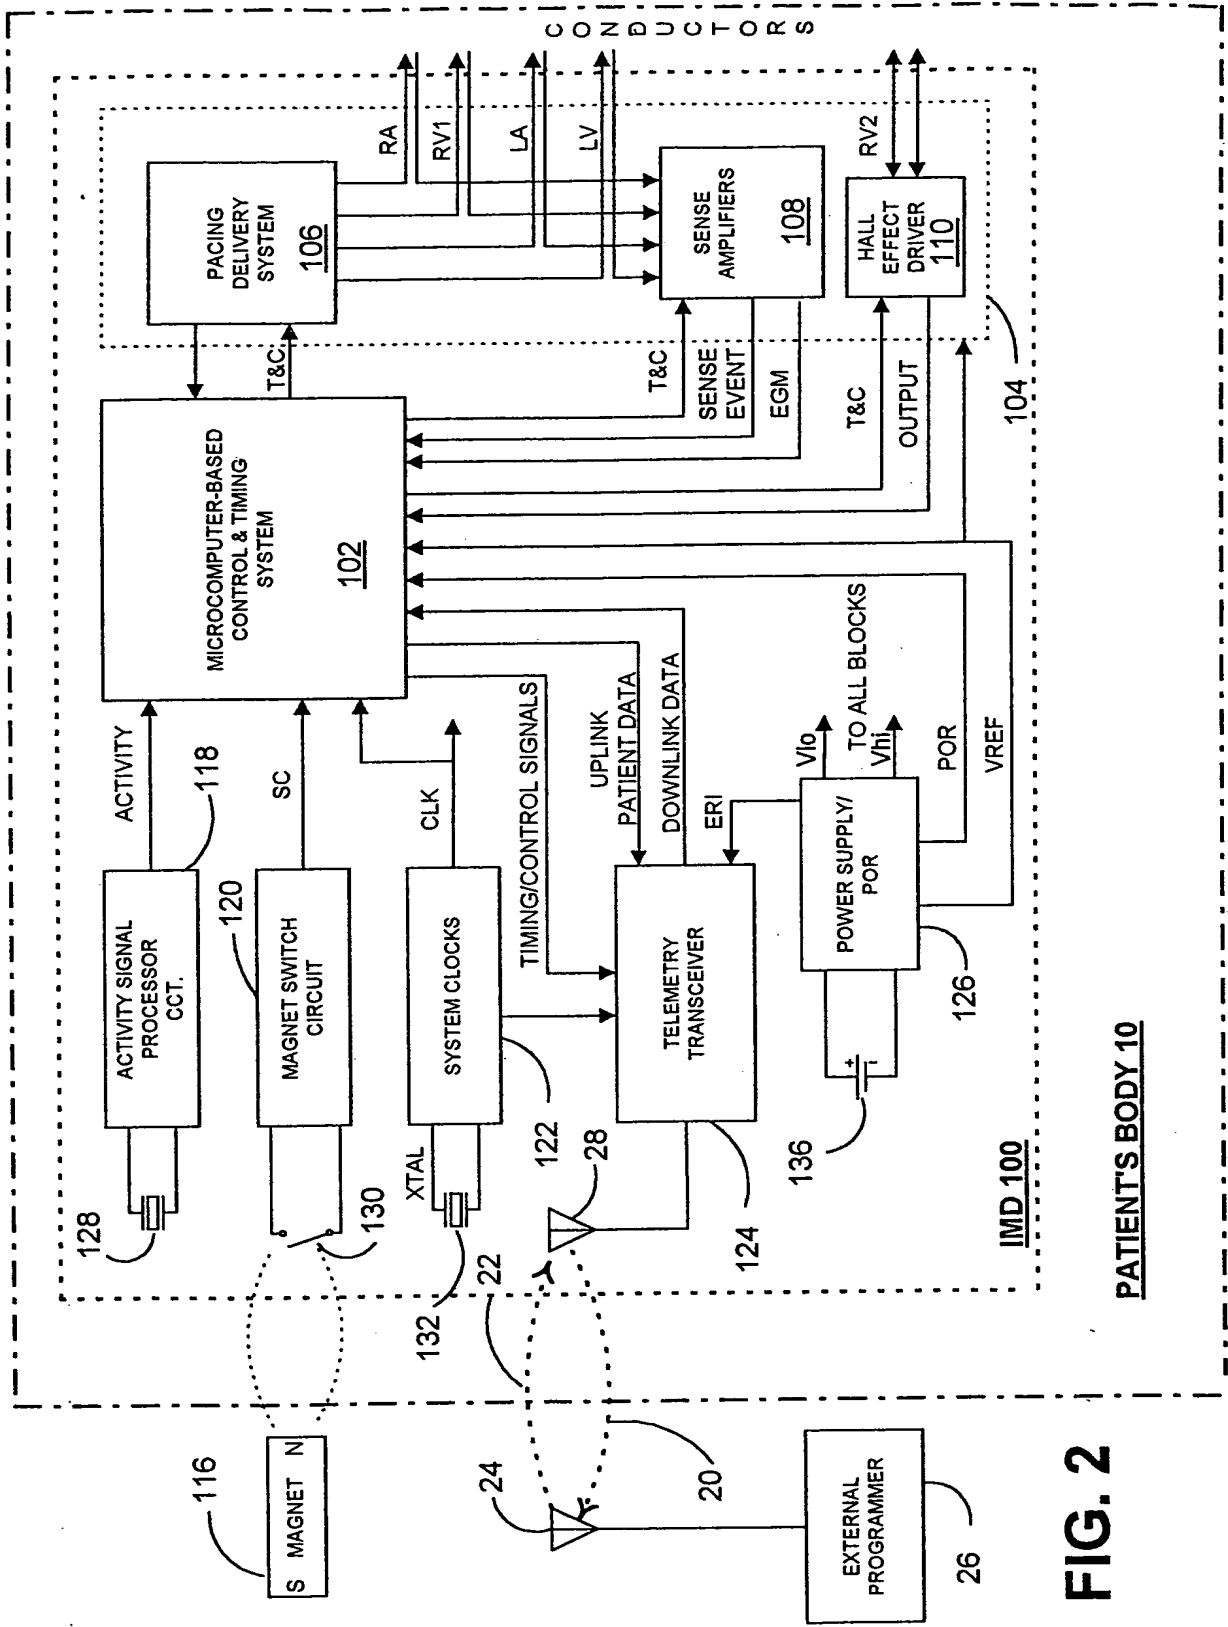 S MAGNET N
116
24
EXTERNAL
PROGRAMMER
26
20
22
28
128
130
XTAL
132
122
124
136
126
ACTIVITY SIGNAL
PROCESSOR
CCT.
118
120
MAGNET SWITCH
CIRCUIT
SYSTEM CLOCKS
TELEMETRY
TRANSCEIVER
+
-
POWER SUPPLY/
POR
ACTIVITY
SC
CLK
TIMING/CONTROL SIGNALS
UPLINK
PATIENT DATA
DOWNLINK DATA
ERI
Vlo
TO ALL BLOCKS
Vhi
POR
VREF
MICROCOMPUTER-BASED
CONTROL & TIMING
SYSTEM
102
T&C
T&C
SENSE
EVENT
EGM
T&C
OUTPUT
104
PACING
DELIVERY
SYSTEM
106
SENSE
AMPLIFIERS
108
HALL
EFFECT
DRIVER
110
RA
RV1
LA
LV
RV2
CONDUCTORS
IMD 100
PATIENT'S BODY 10
FIG. 2